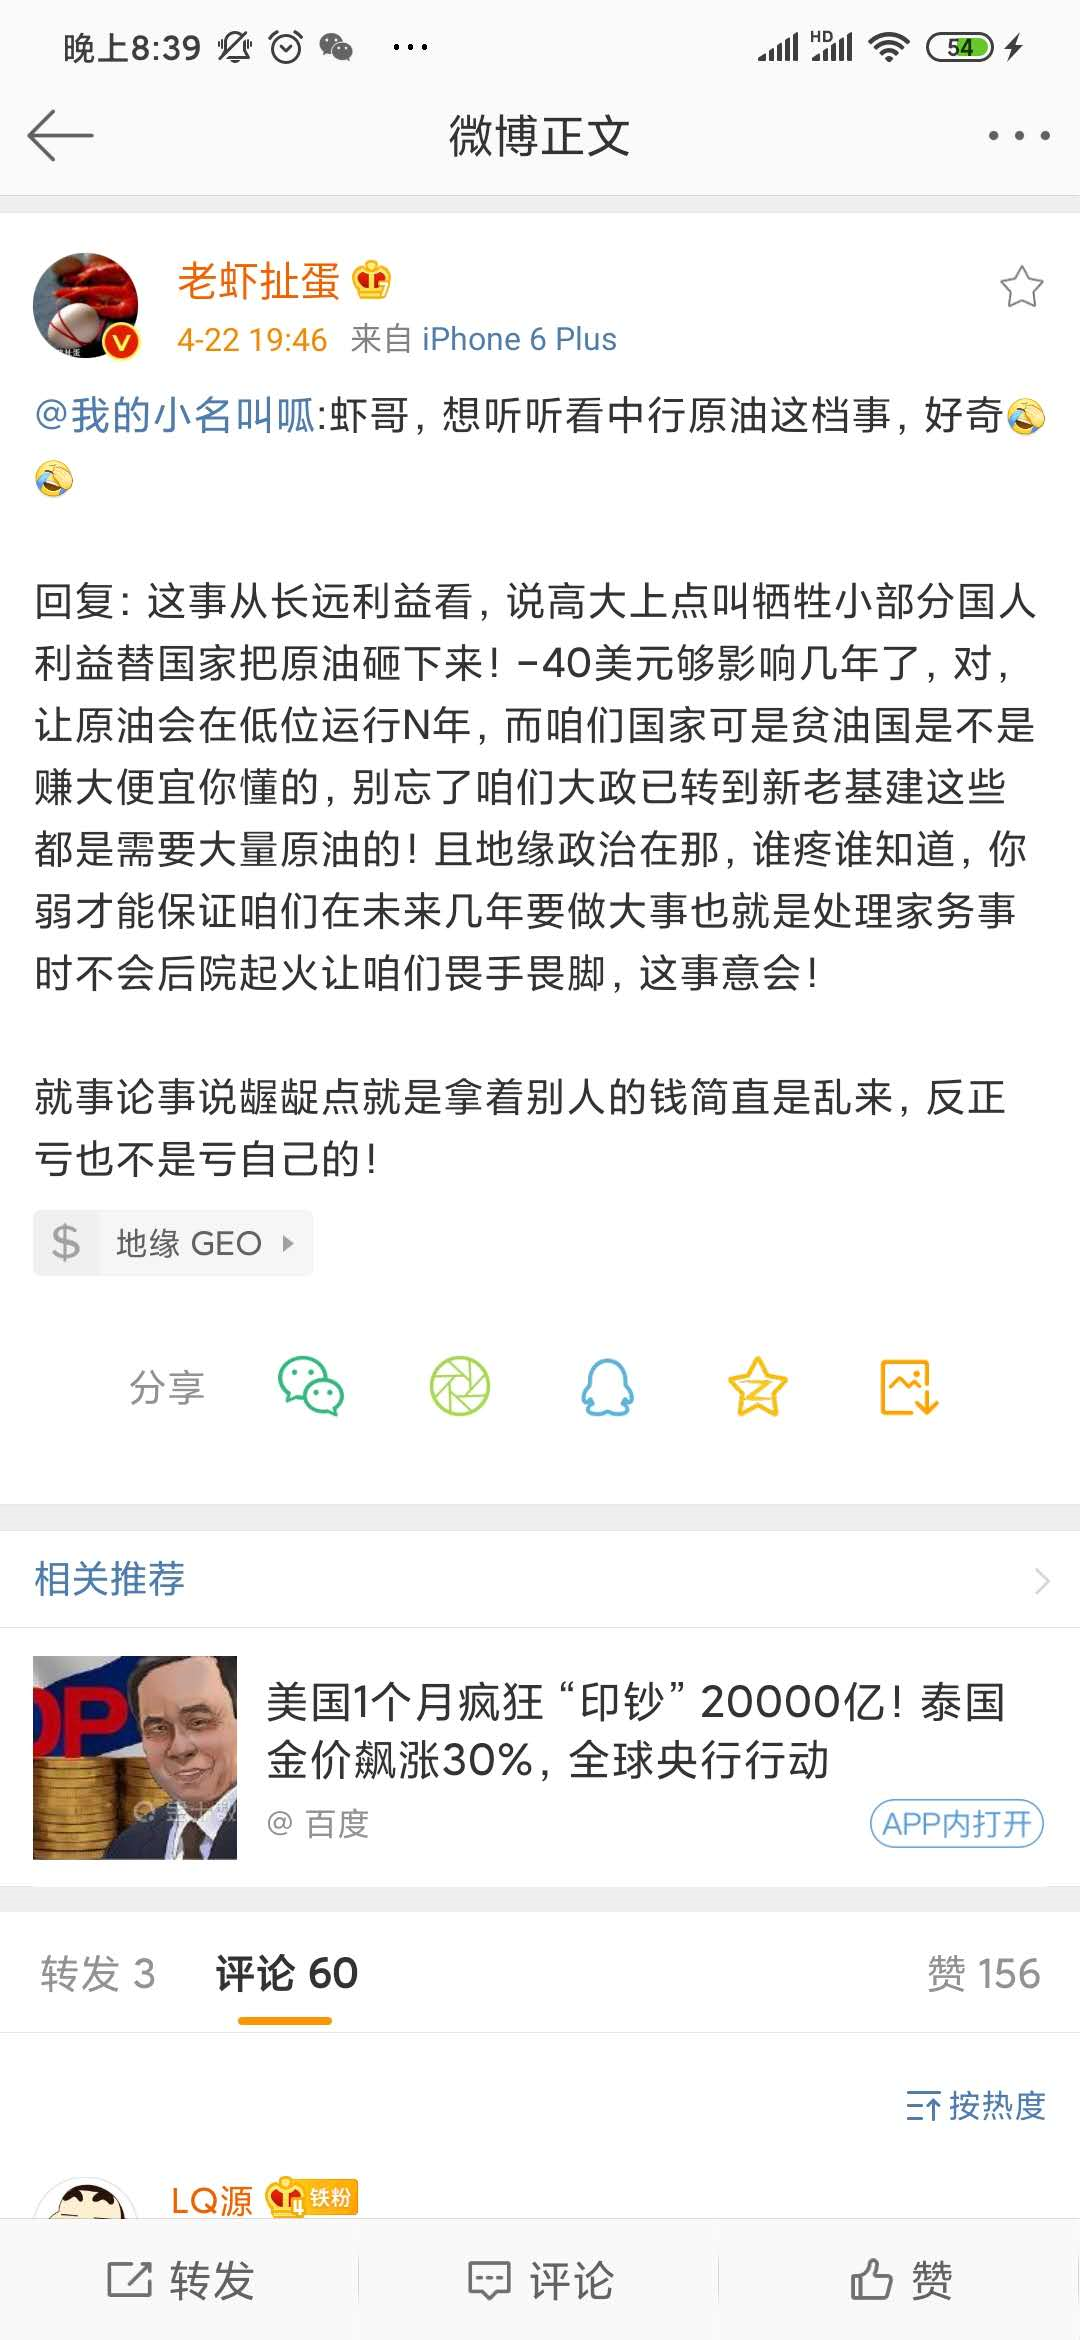 晚上8:39 HD 54
微博正文
老虾扯蛋
4-22 19:46 来自 iPhone 6 Plus
@我的小名叫呱:虾哥，想听听看中行原油这档事，好奇🤣
🤣
回复：这事从长远利益看，说高大上点叫牺牲小部分国人
利益替国家把原油砸下来！-40美元够影响几年了，对，
让原油会在低位运行N年，而咱们国家可是贫油国是不是
赚大便宜你懂的，别忘了咱们大政已转到新老基建这些
都是需要大量原油的！且地缘政治在那，谁疼谁知道，你
弱才能保证咱们在未来几年要做大事也就是处理家务事
时不会后院起火让咱们畏手畏脚，这事意会！
就事论事说龌龊点就是拿着别人的钱简直是乱来，反正
亏也不是亏自己的！
$ 地缘 GEO
分享
相关推荐
OP
美国1个月疯狂 “印钞” 20000亿！泰国
金价飙涨30%，全球央行行动
@ 百度
APP内打开
转发 3 评论 60 赞 156
按热度
LQ源 4 铁粉
转发 评论 赞